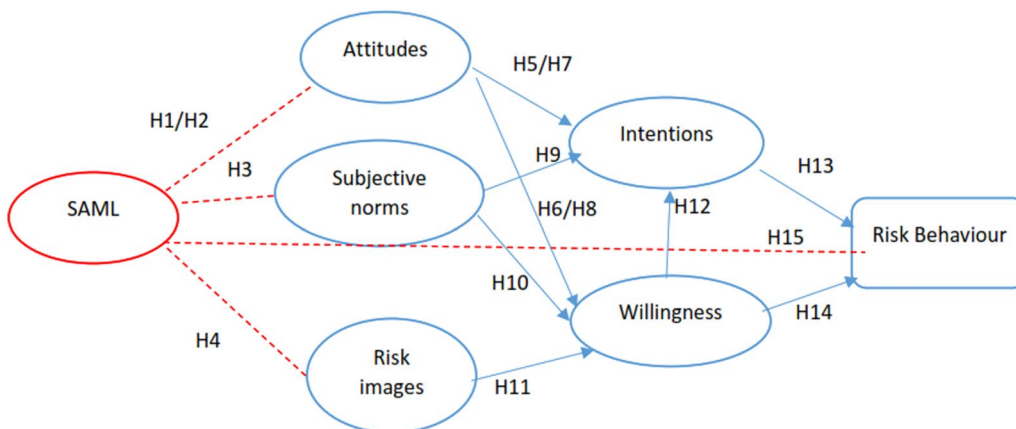 Attitudes
H5/H7
H1/H2
Intentions
H9
H3
Subjective
norms
H13
SAML
H6/H8
H12
H15
Risk Behaviour
H10
Willingness
H14
H4
Risk
images
H11